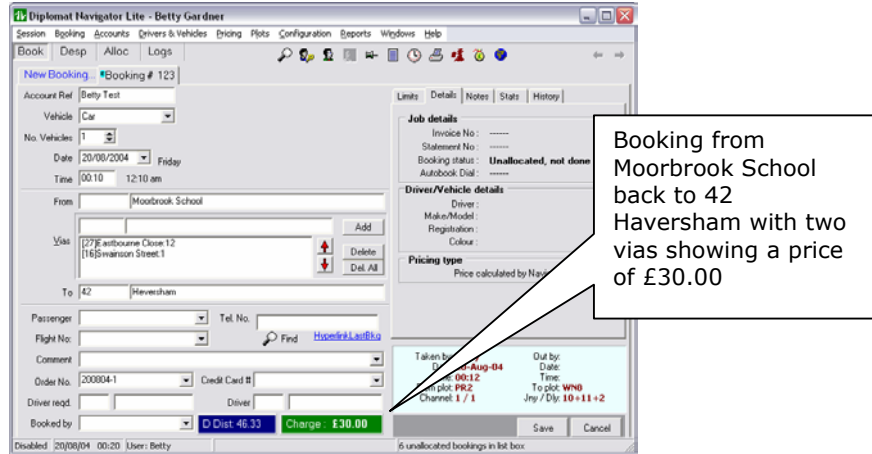 Diplomat Navigator Lite - Betty Gardner
Session Booking Accounts Drivers & Vehicles Pricing Plots Configuration Reports Windows Help
Book Desp Alloc Logs
New Booking... Booking # 123
Account Ref Betty Test
Vehicle Car
No. Vehicles 1
Date 20/08/2004 Friday
Time 00:10 12:10 am
From Moorbrook School
Add
Vias [27]Eastbourne Close:12
[16]Swainson Street:1
Delete
Del. All
To 42 Heversham
Passenger Tel. No.
Flight No: Find HyperlinkLastBkg
Comment
Order No. 200804-1 Credit Card #
Driver reqd. Driver
Booked by D Dist: 46.33 Charge : £30.00
Limits Details Notes Stats History
Job details
Invoice No : ------
Statement No : ------
Booking status : Unallocated, not done
Autobook Dial : ------
Driver/Vehicle details
Driver :
Make/Model :
Registration :
Colour :
Pricing type
Price calculated by
Booking from
Moorbrook School
back to 42
Haversham with two
vias showing a price
of £30.00
Taken by: Out by:
-Aug-04 Date:
00:12 Time:
plot: PR2 To plot: WN8
Channel: 1 / 1 Jny / Dly: 10+11+2
Save Cancel
Disabled 20/08/04 00:20 User: Betty 6 unallocated bookings in list box